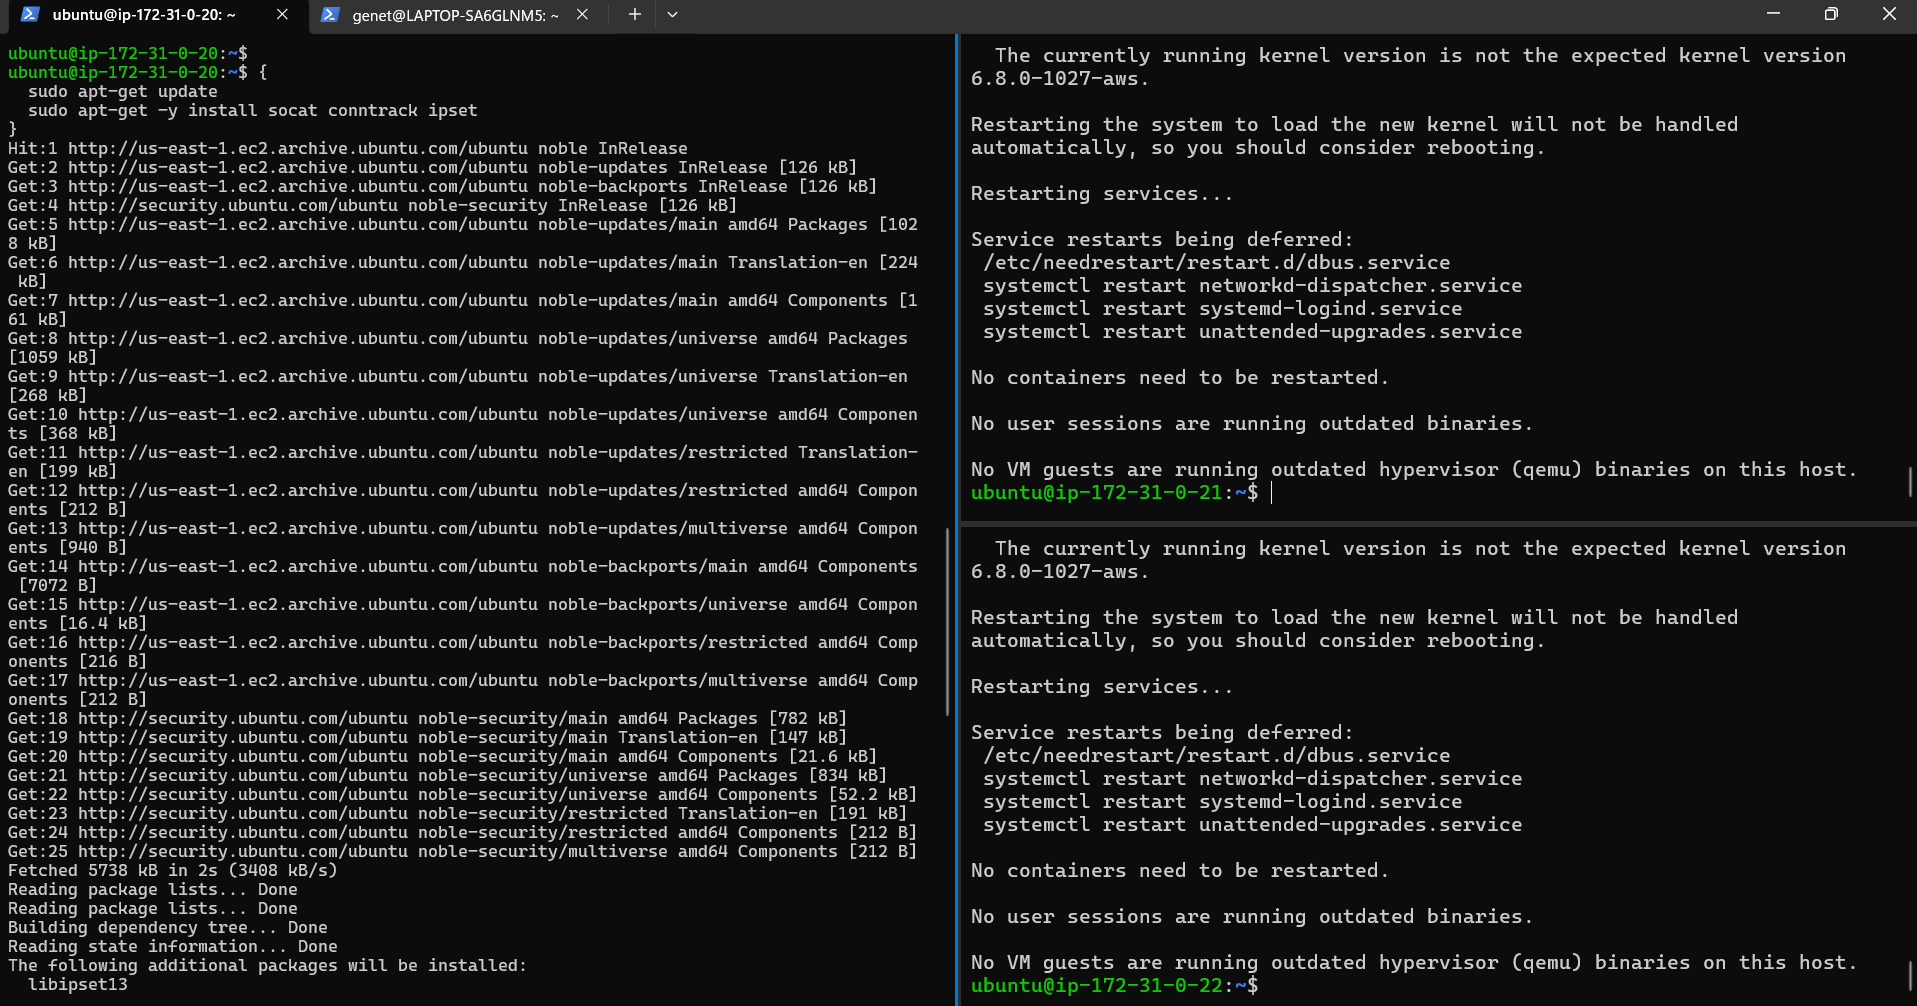 ubuntu@ip-172-31-0-20: ~
genet@LAPTOP-SA6GLNM5: ~
ubuntu@ip-172-31-0-20:~$
ubuntu@ip-172-31-0-20:~$ {
  sudo apt-get update
  sudo apt-get -y install socat conntrack ipset
}
Hit:1 http://us-east-1.ec2.archive.ubuntu.com/ubuntu noble InRelease
Get:2 http://us-east-1.ec2.archive.ubuntu.com/ubuntu noble-updates InRelease [126 kB]
Get:3 http://us-east-1.ec2.archive.ubuntu.com/ubuntu noble-backports InRelease [126 kB]
Get:4 http://security.ubuntu.com/ubuntu noble-security InRelease [126 kB]
Get:5 http://us-east-1.ec2.archive.ubuntu.com/ubuntu noble-updates/main amd64 Packages [102
8 kB]
Get:6 http://us-east-1.ec2.archive.ubuntu.com/ubuntu noble-updates/main Translation-en [224
 kB]
Get:7 http://us-east-1.ec2.archive.ubuntu.com/ubuntu noble-updates/main amd64 Components [1
61 kB]
Get:8 http://us-east-1.ec2.archive.ubuntu.com/ubuntu noble-updates/universe amd64 Packages
[1059 kB]
Get:9 http://us-east-1.ec2.archive.ubuntu.com/ubuntu noble-updates/universe Translation-en
[268 kB]
Get:10 http://us-east-1.ec2.archive.ubuntu.com/ubuntu noble-updates/universe amd64 Componen
ts [368 kB]
Get:11 http://us-east-1.ec2.archive.ubuntu.com/ubuntu noble-updates/restricted Translation-
en [199 kB]
Get:12 http://us-east-1.ec2.archive.ubuntu.com/ubuntu noble-updates/restricted amd64 Compon
ents [212 B]
Get:13 http://us-east-1.ec2.archive.ubuntu.com/ubuntu noble-updates/multiverse amd64 Compon
ents [940 B]
Get:14 http://us-east-1.ec2.archive.ubuntu.com/ubuntu noble-backports/main amd64 Components
 [7072 B]
Get:15 http://us-east-1.ec2.archive.ubuntu.com/ubuntu noble-backports/universe amd64 Compon
ents [16.4 kB]
Get:16 http://us-east-1.ec2.archive.ubuntu.com/ubuntu noble-backports/restricted amd64 Comp
onents [216 B]
Get:17 http://us-east-1.ec2.archive.ubuntu.com/ubuntu noble-backports/multiverse amd64 Comp
onents [212 B]
Get:18 http://security.ubuntu.com/ubuntu noble-security/main amd64 Packages [782 kB]
Get:19 http://security.ubuntu.com/ubuntu noble-security/main Translation-en [147 kB]
Get:20 http://security.ubuntu.com/ubuntu noble-security/main amd64 Components [21.6 kB]
Get:21 http://security.ubuntu.com/ubuntu noble-security/universe amd64 Packages [834 kB]
Get:22 http://security.ubuntu.com/ubuntu noble-security/universe amd64 Components [52.2 kB]
Get:23 http://security.ubuntu.com/ubuntu noble-security/restricted Translation-en [191 kB]
Get:24 http://security.ubuntu.com/ubuntu noble-security/restricted amd64 Components [212 B]
Get:25 http://security.ubuntu.com/ubuntu noble-security/multiverse amd64 Components [212 B]
Fetched 5738 kB in 2s (3408 kB/s)
Reading package lists... Done
Reading package lists... Done
Building dependency tree... Done
Reading state information... Done
The following additional packages will be installed:
  libipset13
  The currently running kernel version is not the expected kernel version
6.8.0-1027-aws.
Restarting the system to load the new kernel will not be handled
automatically, so you should consider rebooting.
Restarting services...
Service restarts being deferred:
 /etc/needrestart/restart.d/dbus.service
 systemctl restart networkd-dispatcher.service
 systemctl restart systemd-logind.service
 systemctl restart unattended-upgrades.service
No containers need to be restarted.
No user sessions are running outdated binaries.
No VM guests are running outdated hypervisor (qemu) binaries on this host.
ubuntu@ip-172-31-0-21:~$
  The currently running kernel version is not the expected kernel version
6.8.0-1027-aws.
Restarting the system to load the new kernel will not be handled
automatically, so you should consider rebooting.
Restarting services...
Service restarts being deferred:
 /etc/needrestart/restart.d/dbus.service
 systemctl restart networkd-dispatcher.service
 systemctl restart systemd-logind.service
 systemctl restart unattended-upgrades.service
No containers need to be restarted.
No user sessions are running outdated binaries.
No VM guests are running outdated hypervisor (qemu) binaries on this host.
ubuntu@ip-172-31-0-22:~$